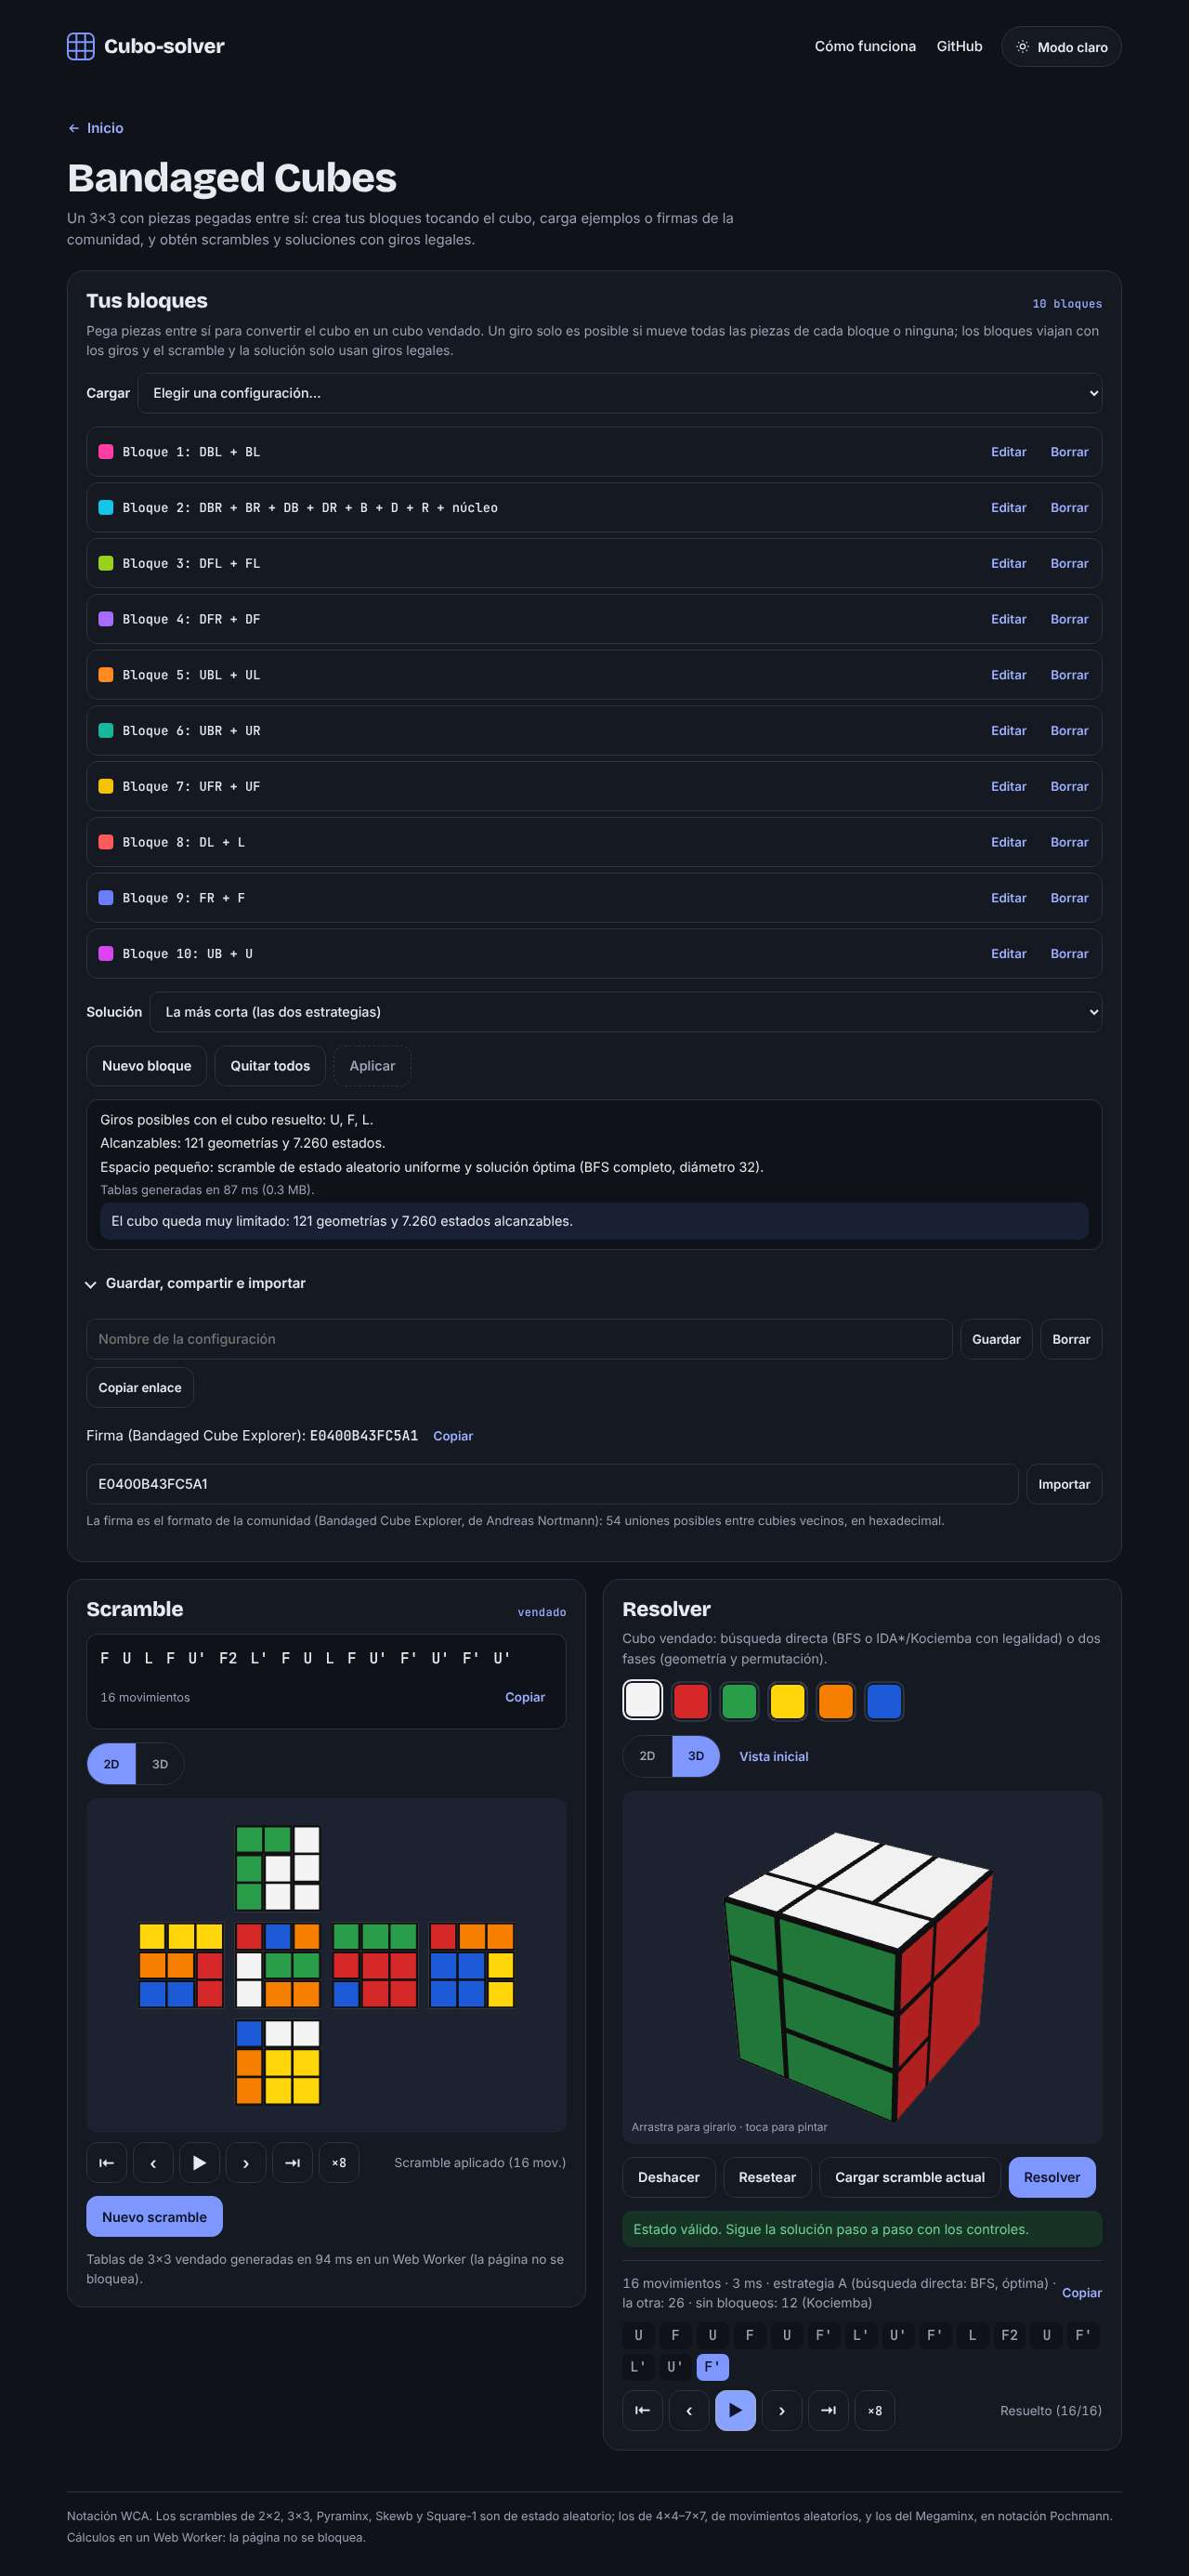 Cubo-solver
Cómo funciona GitHub Modo claro
← Inicio
Bandaged Cubes
Un 3×3 con piezas pegadas entre sí: crea tus bloques tocando el cubo, carga ejemplos o firmas de la
comunidad, y obtén scrambles y soluciones con giros legales.
Tus bloques
10 bloques
Pega piezas entre sí para convertir el cubo en un cubo vendado. Un giro solo es posible si mueve todas las piezas de cada bloque o ninguna; los bloques viajan con
los giros y el scramble y la solución solo usan giros legales.
Cargar Elegir una configuración...
Bloque 1: DBL + BL Editar Borrar
Bloque 2: DBR + BR + DB + DR + B + D + R + núcleo Editar Borrar
Bloque 3: DFL + FL Editar Borrar
Bloque 4: DFR + DF Editar Borrar
Bloque 5: UBL + UL Editar Borrar
Bloque 6: UBR + UR Editar Borrar
Bloque 7: UFR + UF Editar Borrar
Bloque 8: DL + L Editar Borrar
Bloque 9: FR + F Editar Borrar
Bloque 10: UB + U Editar Borrar
Solución La más corta (las dos estrategias)
Nuevo bloque Quitar todos Aplicar
Giros posibles con el cubo resuelto: U, F, L.
Alcanzables: 121 geometrías y 7.260 estados.
Espacio pequeño: scramble de estado aleatorio uniforme y solución óptima (BFS completo, diámetro 32).
Tablas generadas en 87 ms (0.3 MB).
El cubo queda muy limitado: 121 geometrías y 7.260 estados alcanzables.
Guardar, compartir e importar
Nombre de la configuración Guardar Borrar
Copiar enlace
Firma (Bandaged Cube Explorer): E0400B43FC5A1 Copiar
E0400B43FC5A1 Importar
La firma es el formato de la comunidad (Bandaged Cube Explorer, de Andreas Nortmann): 54 uniones posibles entre cubies vecinos, en hexadecimal.
Scramble
vendado
F U L F U' F2 L' F U L F U' F' U' F' U'
16 movimientos Copiar
2D 3D
×8 Scramble aplicado (16 mov.)
Nuevo scramble
Tablas de 3×3 vendado generadas en 94 ms en un Web Worker (la página no se
bloquea).
Resolver
Cubo vendado: búsqueda directa (BFS o IDA*/Kociemba con legalidad) o dos
fases (geometría y permutación).
2D 3D Vista inicial
Arrastra para girarlo · toca para pintar
Deshacer Resetear Cargar scramble actual Resolver
Estado válido. Sigue la solución paso a paso con los controles.
16 movimientos · 3 ms · estrategia A (búsqueda directa: BFS, óptima) ·
la otra: 26 · sin bloqueos: 12 (Kociemba)
Copiar
U F U F U F' L' U' F' L F2 U F'
L' U' F'
×8 Resuelto (16/16)
Notación WCA. Los scrambles de 2×2, 3×3, Pyraminx, Skewb y Square-1 son de estado aleatorio; los de 4×4–7×7, de movimientos aleatorios, y los del Megaminx, en notación Pochmann.
Cálculos en un Web Worker: la página no se bloquea.